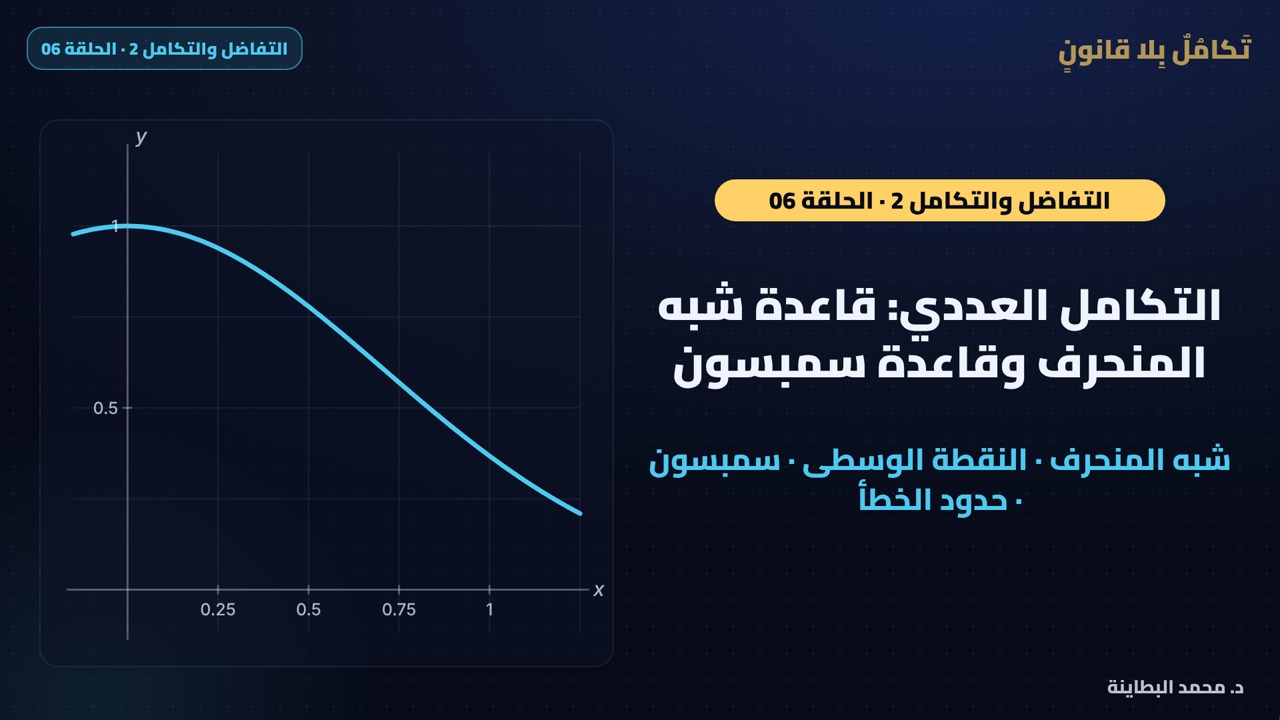 تَكامُلٌ بِلا قانونٍ
التفاضل والتكامل 2 · الحلقة 06
التفاضل والتكامل 2 · الحلقة 06
التكامل العددي: قاعدة شبه
المنحرف وقاعدة سمبسون
شبه المنحرف · النقطة الوسطى · سمبسون
· حدود الخطأ
y
1
0.5
0.25 0.5 0.75 1
x
د. محمد البطاينة